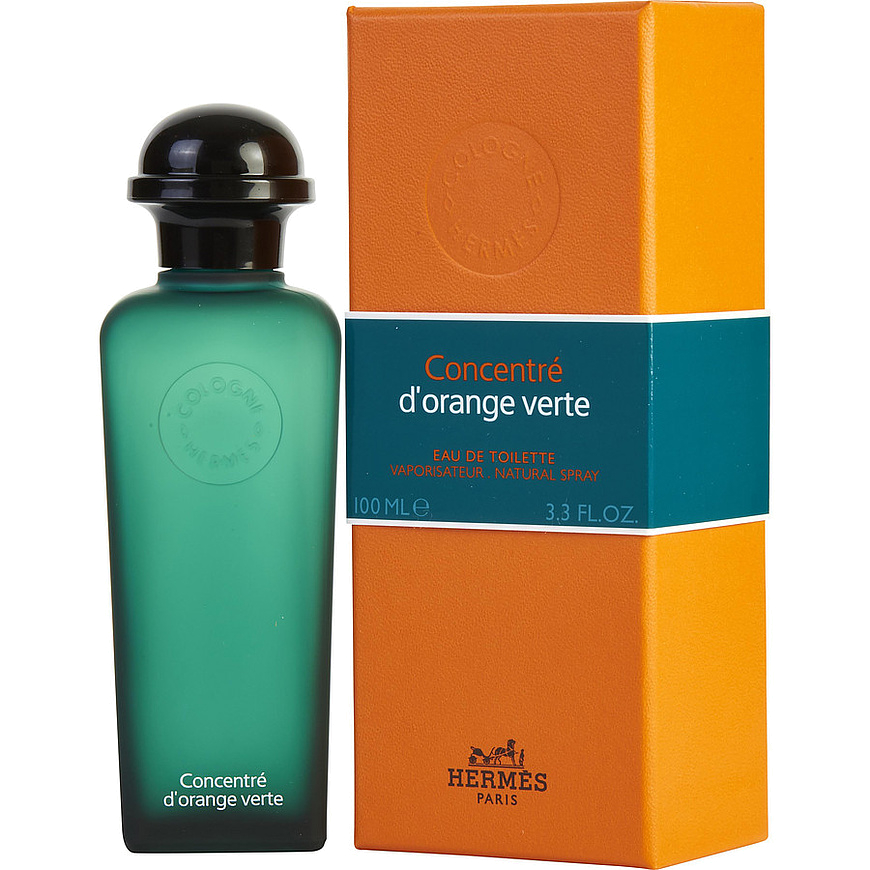 COLOGNE
HERMÈS
Concentré
d'orange verte
COLOGNE
HERMÈS
Concentré
d'orange verte
EAU DE TOILETTE
VAPORISATEUR . NATURAL SPRAY
100 ML℮
3.3 FL.OZ.
HERMÈS
PARIS